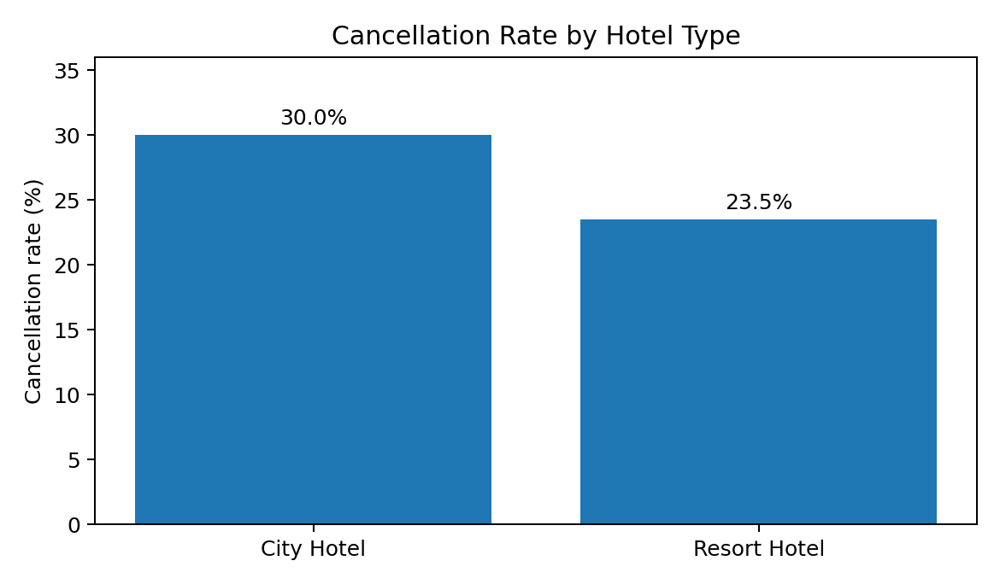 Cancellation Rate by Hotel Type
Cancellation rate (%)
35
30
25
20
15
10
5
0
30.0%
23.5%
City Hotel
Resort Hotel